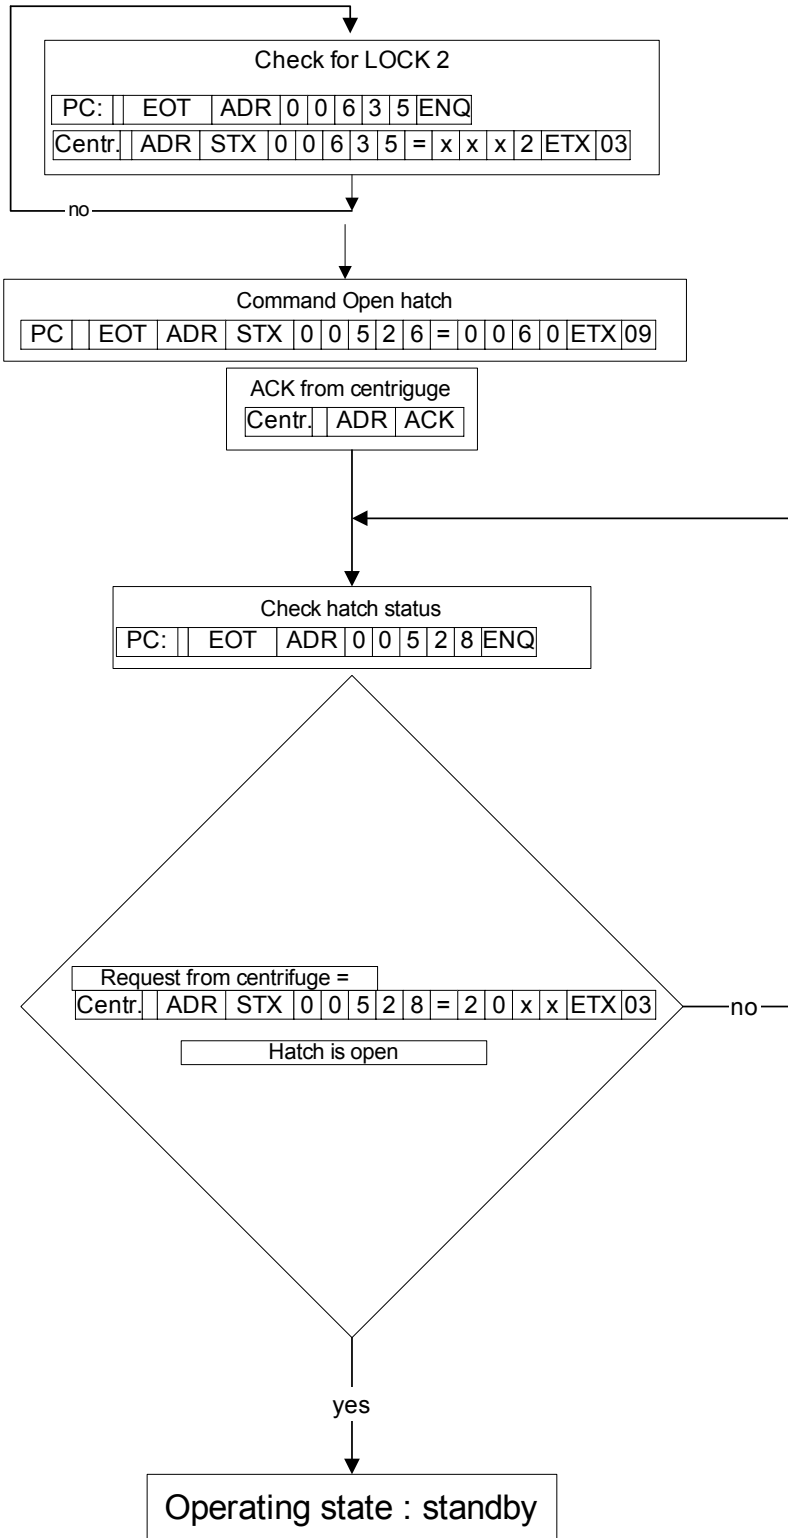 Check for LOCK 2
PC: EOT ADR 0 0 6 3 5 ENQ
Centr. ADR STX 0 0 6 3 5 = x x x 2 ETX 03
no
Command Open hatch
PC EOT ADR STX 0 0 5 2 6 = 0 0 6 0 ETX 09
ACK from centriguge
Centr. ADR ACK
Check hatch status
PC: EOT ADR 0 0 5 2 8 ENQ
Request from centrifuge =
Centr. ADR STX 0 0 5 2 8 = 2 0 x x ETX 03
no
Hatch is open
yes
Operating state : standby